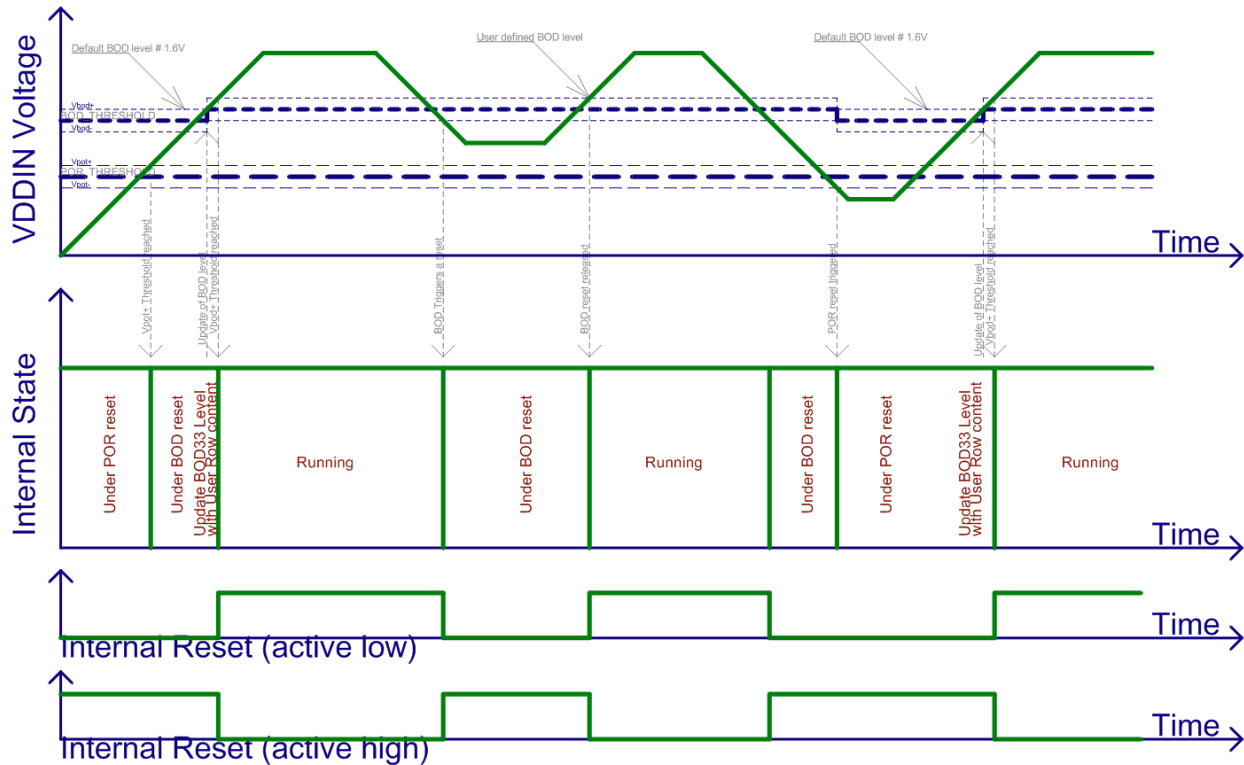 VDDIN Voltage
Default BOD level # 1.6V
User defined BOD level
Default BOD level # 1.6V
Vbod+
BOD THRESHOLD
Vbod-
Vpot+
POR THRESHOLD
Vpot-
Time
Vpot+ Threshold reached
Update of BOD level
Vbod+ Threshold reached
BOD Triggers a reset
BOD reset released
POR reset triggered
Update of BOD level
Vbod+ Threshold reached
Internal State
Under POR reset
Under BOD reset
Update BOD33 Level
with User Row content
Running
Under BOD reset
Running
Under BOD reset
Under POR reset
Update BOD33 Level
with User Row content
Running
Time
Time
Internal Reset (active low)
Time
Internal Reset (active high)